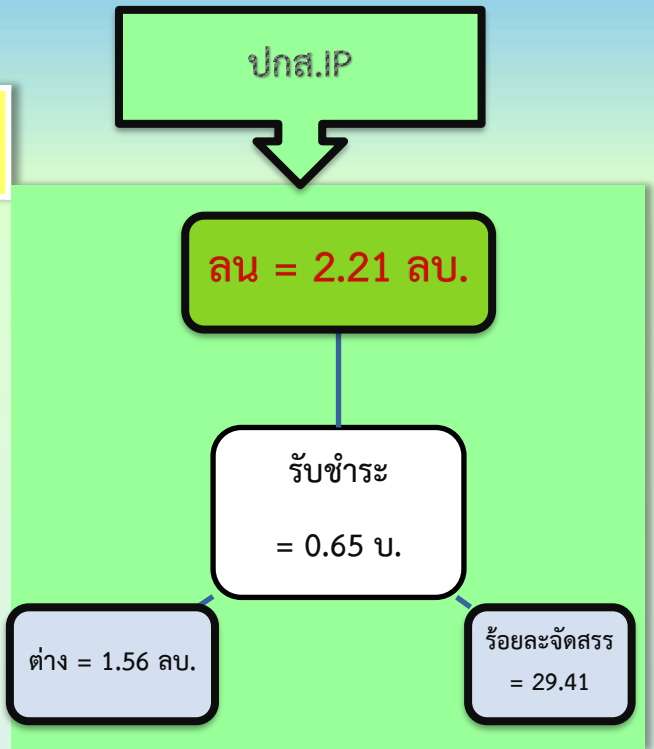 ปกส.IP
ลน = 2.21 ลบ.
รับชำระ
= 0.65 บ.
ต่าง = 1.56 ลบ.
ร้อยละจัดสรร
= 29.41